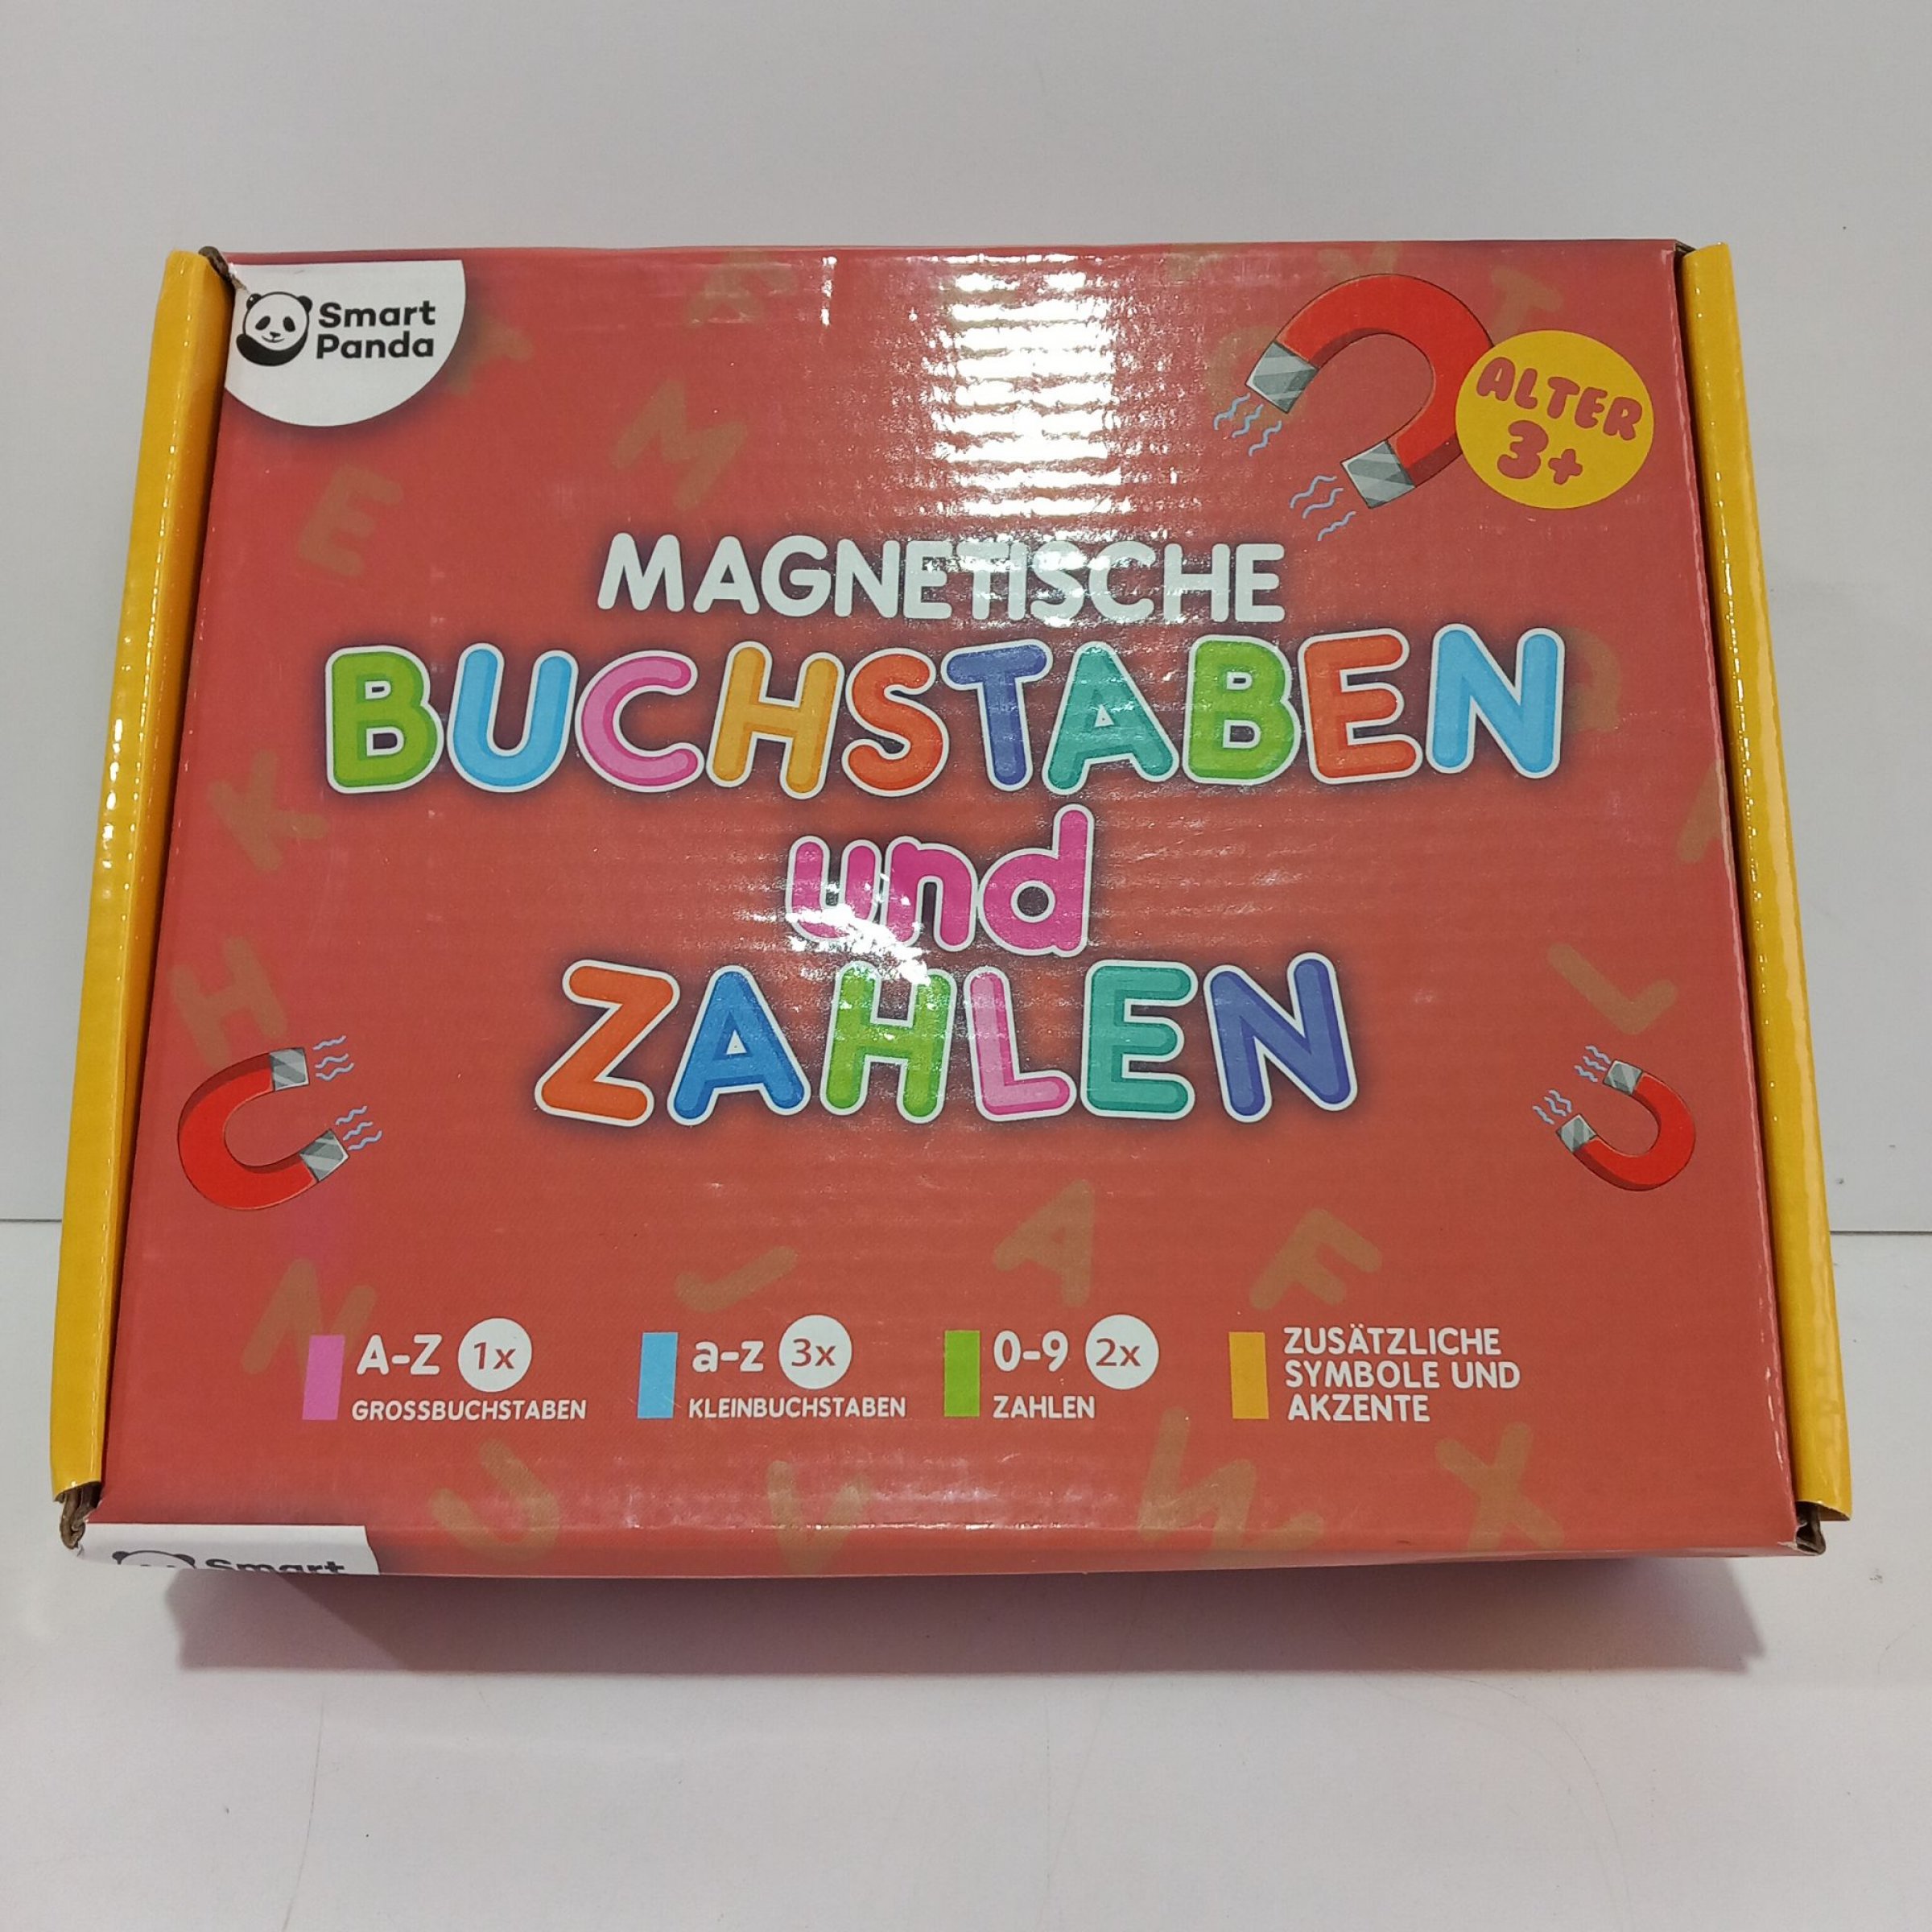 Smart
Panda
ALTER
3+
MAGNETISCHE
BUCHSTABEN
und
ZAHLEN
A-Z 1x
GROSSBUCHSTABEN
a-z 3x
KLEINBUCHSTABEN
0-9 2x
ZAHLEN
ZUSÄTZLICHE
SYMBOLE UND
AKZENTE
Smart